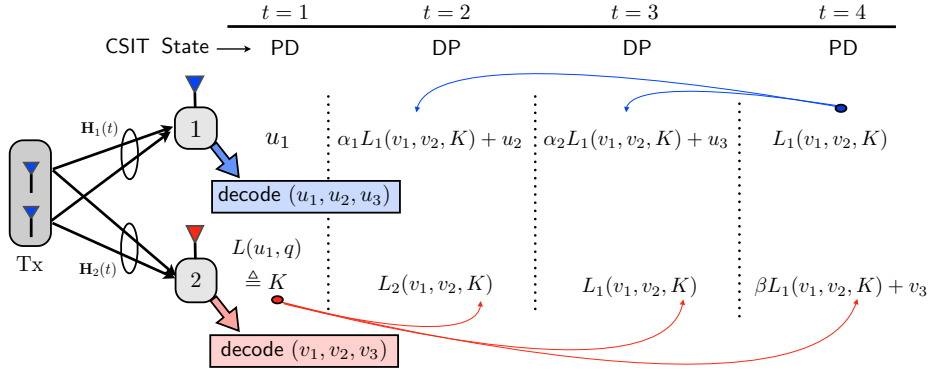 t = 1 t = 2 t = 3 t = 4
CSIT State PD DP DP PD
H₁(t)
1
u₁ α₁L₁(v₁, v₂, K) + u₂ α₂L₁(v₁, v₂, K) + u₃ L₁(v₁, v₂, K)
decode (u₁, u₂, u₃)
Tx
H₂(t)
2
L(u₁, q)
≜ K L₂(v₁, v₂, K) L₁(v₁, v₂, K) βL₁(v₁, v₂, K) + v₃
decode (v₁, v₂, v₃)